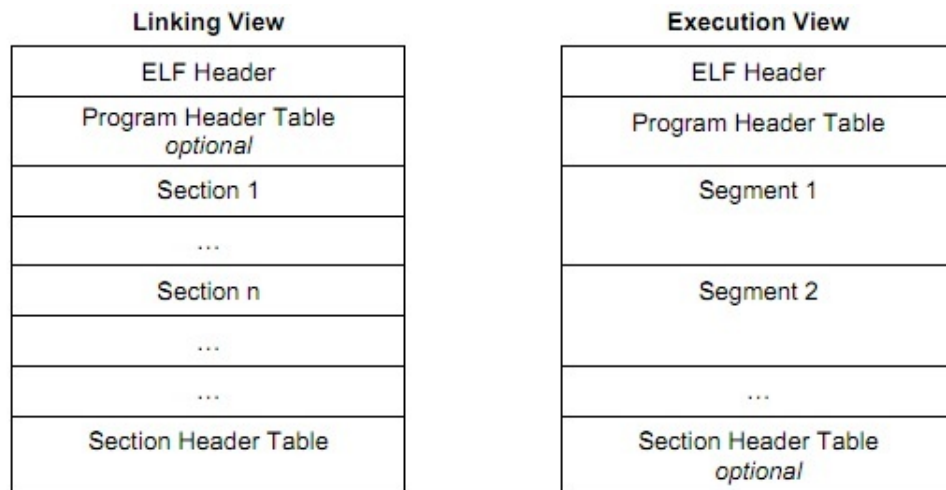 Linking View
ELF Header
Program Header Table
optional
Section 1
...
Section n
...
...
Section Header Table
Execution View
ELF Header
Program Header Table
Segment 1
Segment 2
...
Section Header Table
optional